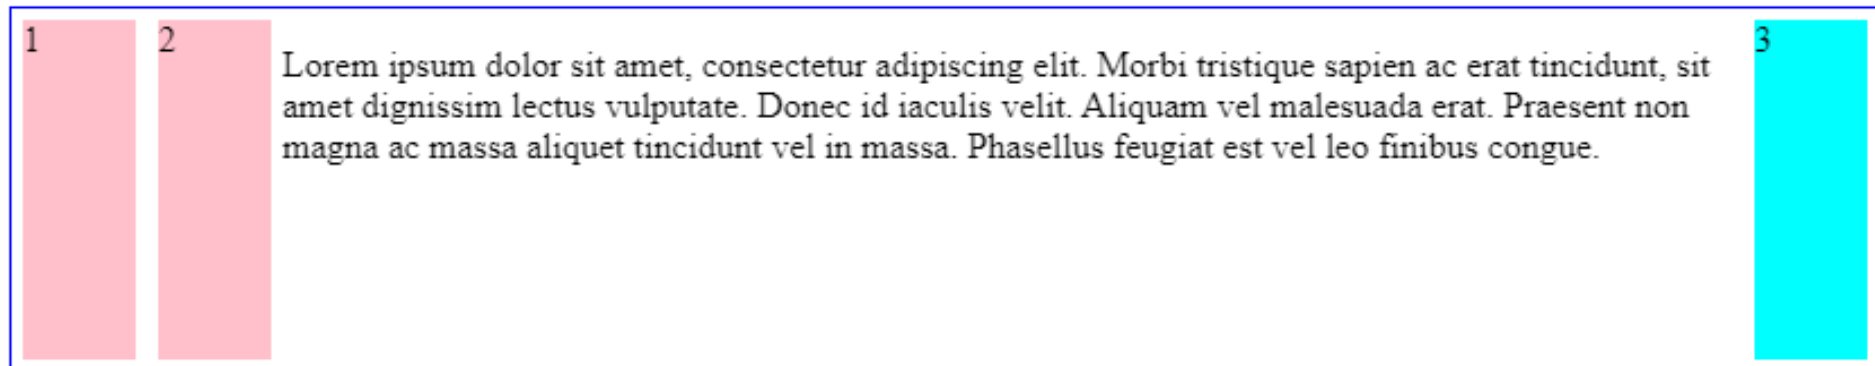 1
2
Lorem ipsum dolor sit amet, consectetur adipiscing elit. Morbi tristique sapien ac erat tincidunt, sit
amet dignissim lectus vulputate. Donec id iaculis velit. Aliquam vel malesuada erat. Praesent non
magna ac massa aliquet tincidunt vel in massa. Phasellus feugiat est vel leo finibus congue.
3